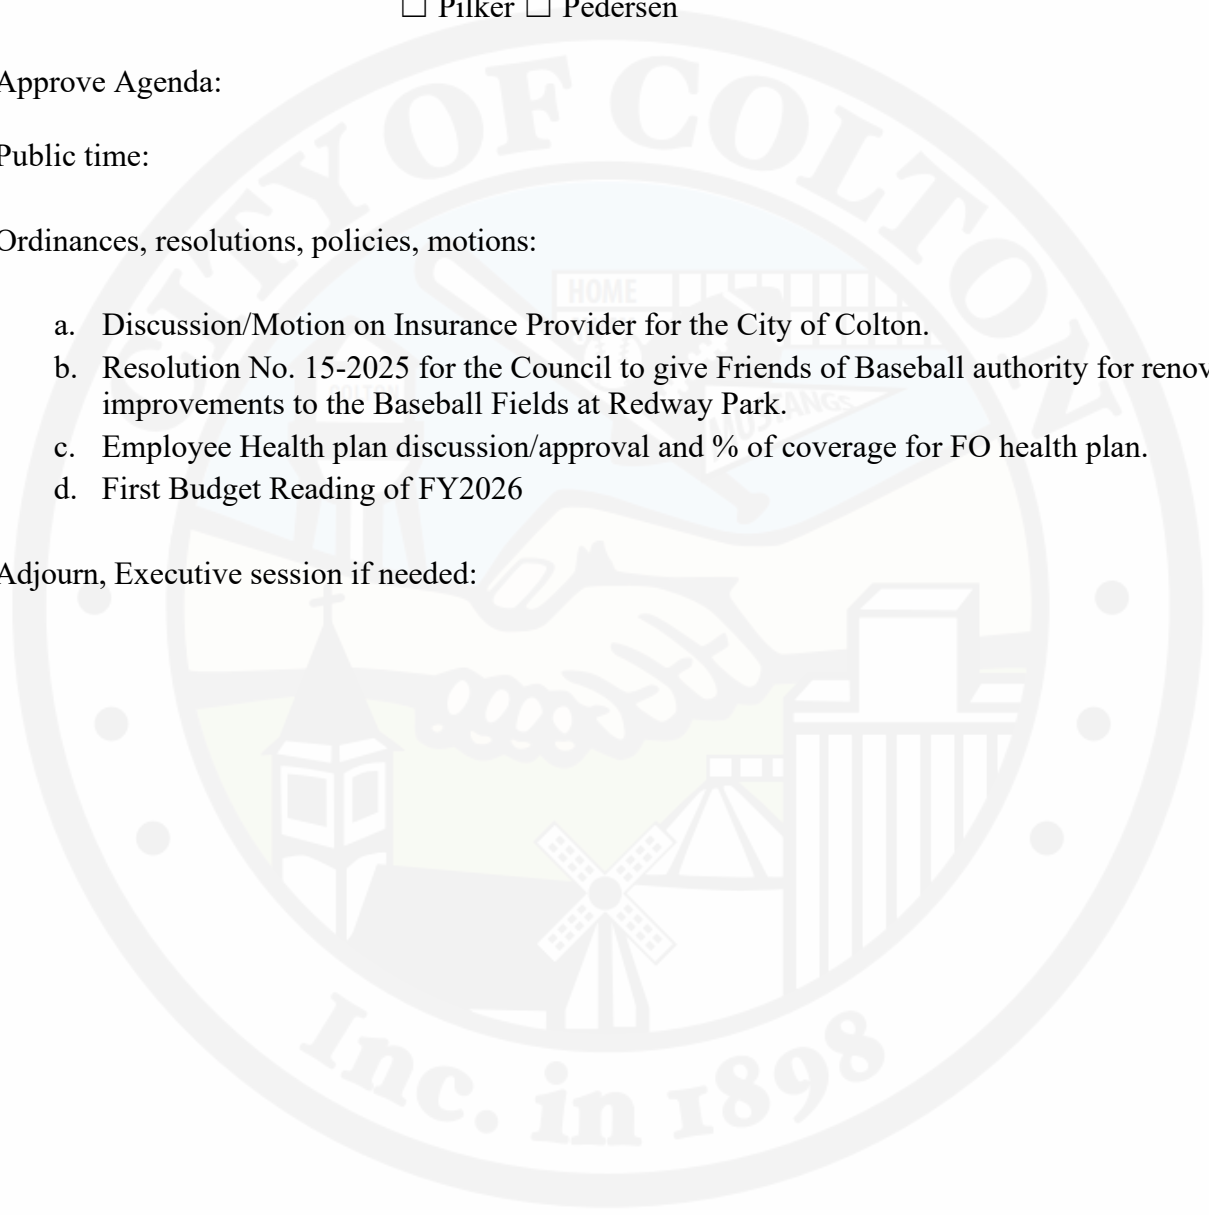 ☐ Pilker ☐ Pedersen
Approve Agenda:
Public time:
Ordinances, resolutions, policies, motions:
a. Discussion/Motion on Insurance Provider for the City of Colton.
b. Resolution No. 15-2025 for the Council to give Friends of Baseball authority for renov
improvements to the Baseball Fields at Redway Park.
c. Employee Health plan discussion/approval and % of coverage for FO health plan.
d. First Budget Reading of FY2026
Adjourn, Executive session if needed:
CITY OF COLTON
HOME
COLTON
MUSTANGS
Inc. in 1898